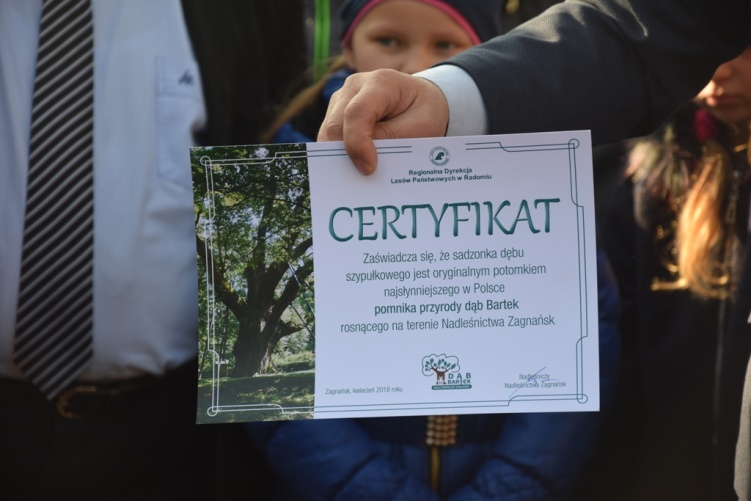 Regionalna Dyrekcja
Lasów Państwowych w Radomiu
CERTYFIKAT
Zaświadcza się, że sadzonka dębu
szypułkowego jest oryginalnym potomkiem
najsłynniejszego w Polsce
pomnika przyrody dąb Bartek
rosnącego na terenie Nadleśnictwa Zagnańsk
DĄB
BARTEK
Zagnańsk, kwiecień 2018 roku
Nadleśniczy
Nadleśnictwa Zagnańsk